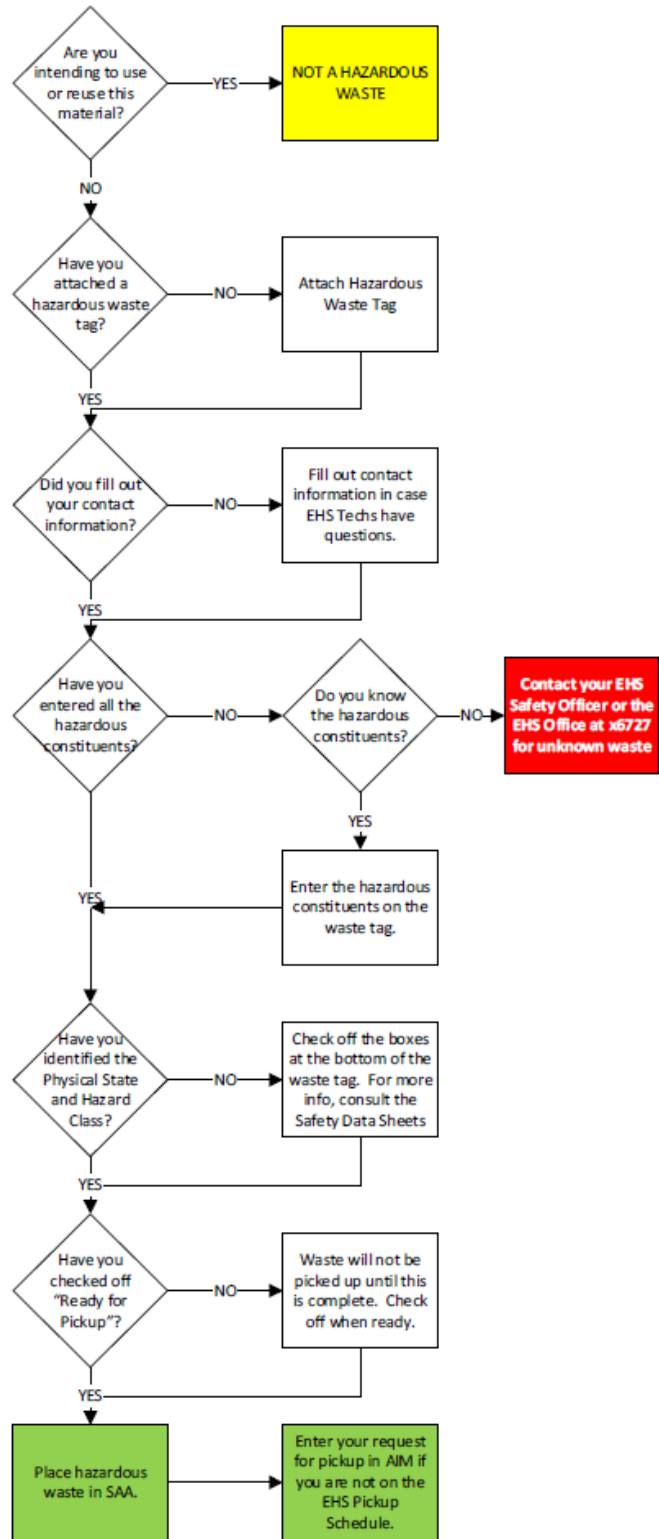 Are you
intending to use
or reuse this
material?
YES
NOT A HAZARDOUS
WASTE
NO
Have you
attached a
hazardous waste
tag?
NO
Attach Hazardous
Waste Tag
YES
Did you fill out
your contact
information?
NO
Fill out contact
information in case
EHS Techs have
questions.
YES
Have you
entered all the
hazardous
constituents?
NO
Do you know
the hazardous
constituents?
NO
Contact your EHS
Safety Officer or the
EHS Office at x6727
for unknown waste
YES
Enter the hazardous
constituents on the
waste tag.
YES
Have you
identified the
Physical State
and Hazard
Class?
NO
Check off the boxes
at the bottom of the
waste tag. For more
info, consult the
Safety Data Sheets
YES
Have you
checked off
“Ready for
Pickup”?
NO
Waste will not be
picked up until this
is complete. Check
off when ready.
YES
Place hazardous
waste in SAA.
Enter your request
for pickup in AIM if
you are not on the
EHS Pickup
Schedule.